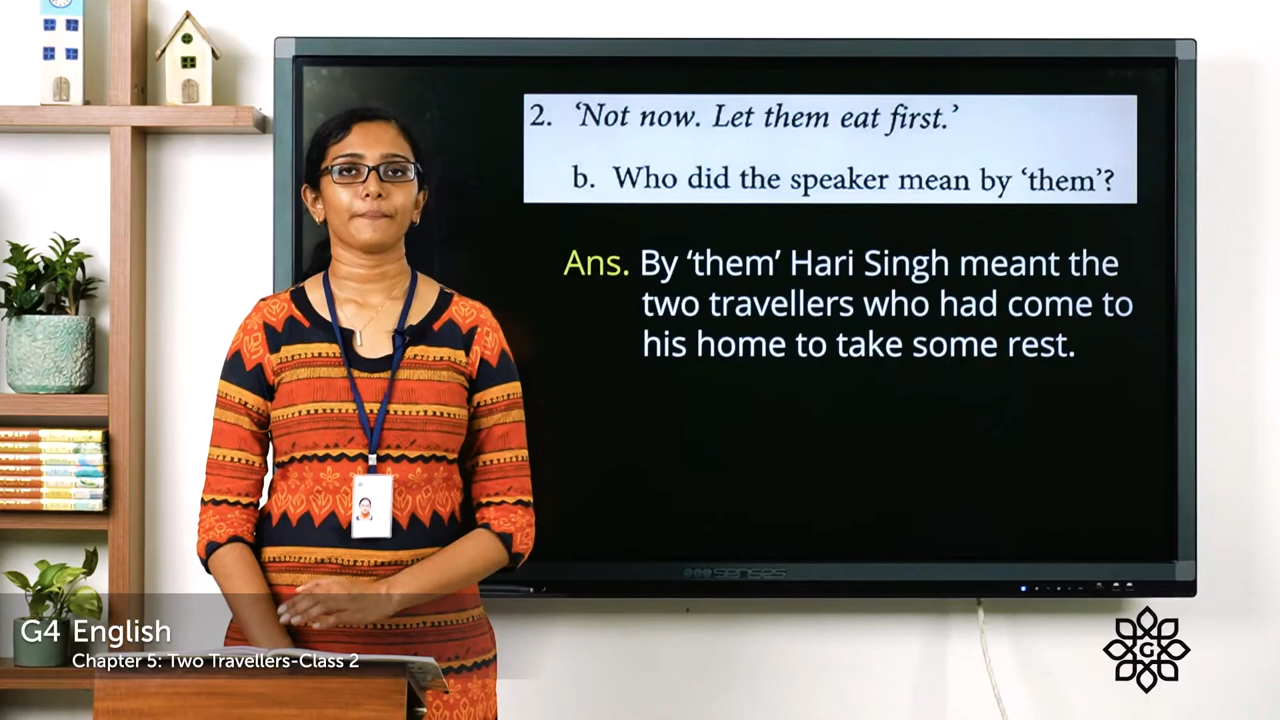 2. ‘Not now. Let them eat first.’
b. Who did the speaker mean by ‘them’?
Ans. By ‘them’ Hari Singh meant the
two travellers who had come to
his home to take some rest.
senses
G4 English
Chapter 5: Two Travellers-Class 2
G